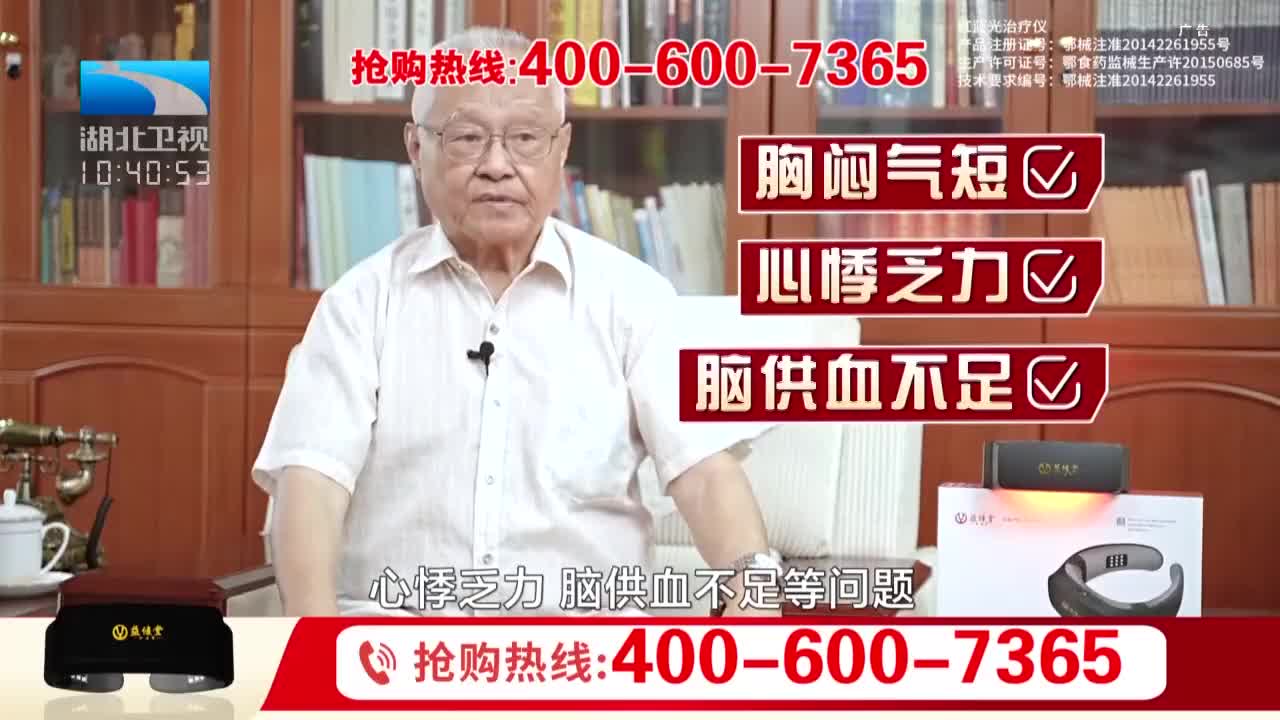 湖北卫视
10:40:53
抢购热线:400-600-7365
广告
红蓝光治疗仪
产品注册证号：鄂械注准20142261955号
生产许可证号：鄂食药监械生产许20150685号
技术要求编号：鄂械注准20142261955
胸闷气短
心悸乏力
脑供血不足
心悸乏力 脑供血不足等问题
抢购热线:400-600-7365